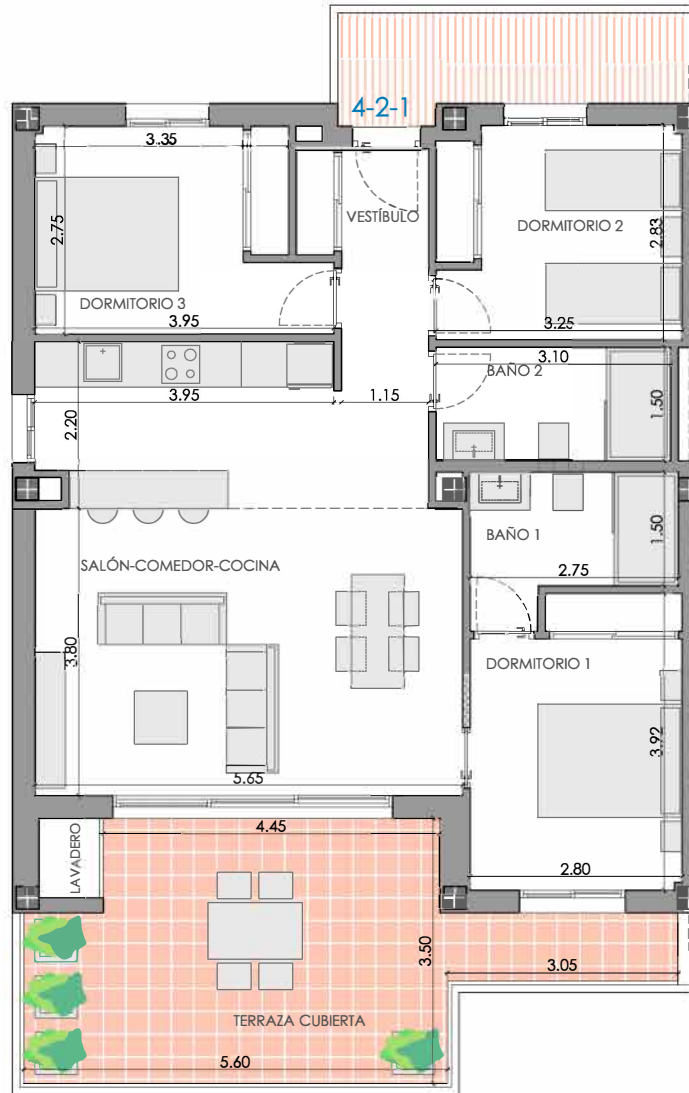 4-2-1
3.35
VESTÍBULO
DORMITORIO 2
2.75
2.83
DORMITORIO 3
3.95
3.25
3.10
BAÑO 2
3.95
1.15
1.50
2.20
BAÑO 1
1.50
SALÓN-COMEDOR-COCINA
2.75
3.80
DORMITORIO 1
3.92
5.65
4.45
LAVADERO
2.80
3.50
3.05
TERRAZA CUBIERTA
5.60